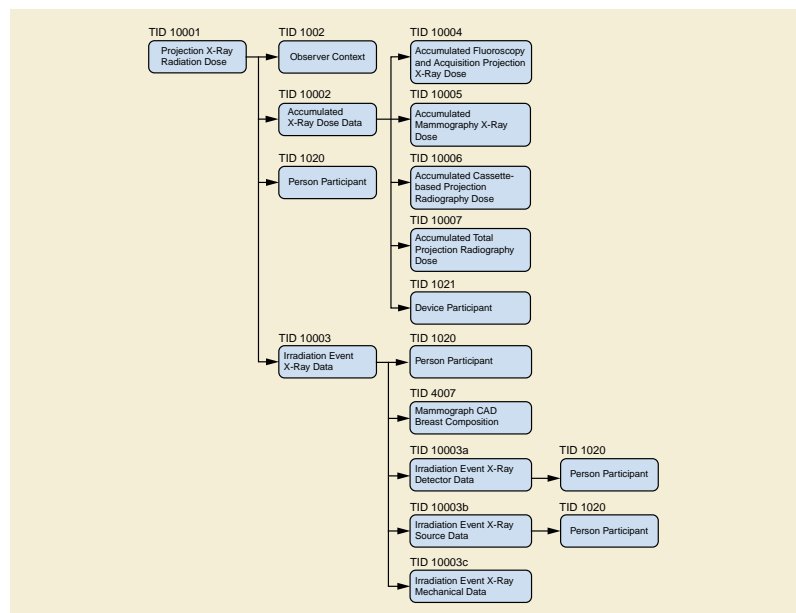 TID 10001
Projection X-Ray
Radiation Dose
TID 1002
Observer Context
TID 10002
Accumulated
X-Ray Dose Data
TID 1020
Person Participant
TID 10004
Accumulated Fluoroscopy
and Acquisition Projection
X-Ray Dose
TID 10005
Accumulated
Mammography X-Ray
Dose
TID 10006
Accumulated Cassette-
based Projection
Radiography Dose
TID 10007
Accumulated Total
Projection Radiography
Dose
TID 1021
Device Participant
TID 10003
Irradiation Event
X-Ray Data
TID 1020
Person Participant
TID 4007
Mammograph CAD
Breast Composition
TID 10003a
Irradiation Event X-Ray
Detector Data
TID 1020
Person Participant
TID 10003b
Irradiation Event X-Ray
Source Data
TID 1020
Person Participant
TID 10003c
Irradiation Event X-Ray
Mechanical Data